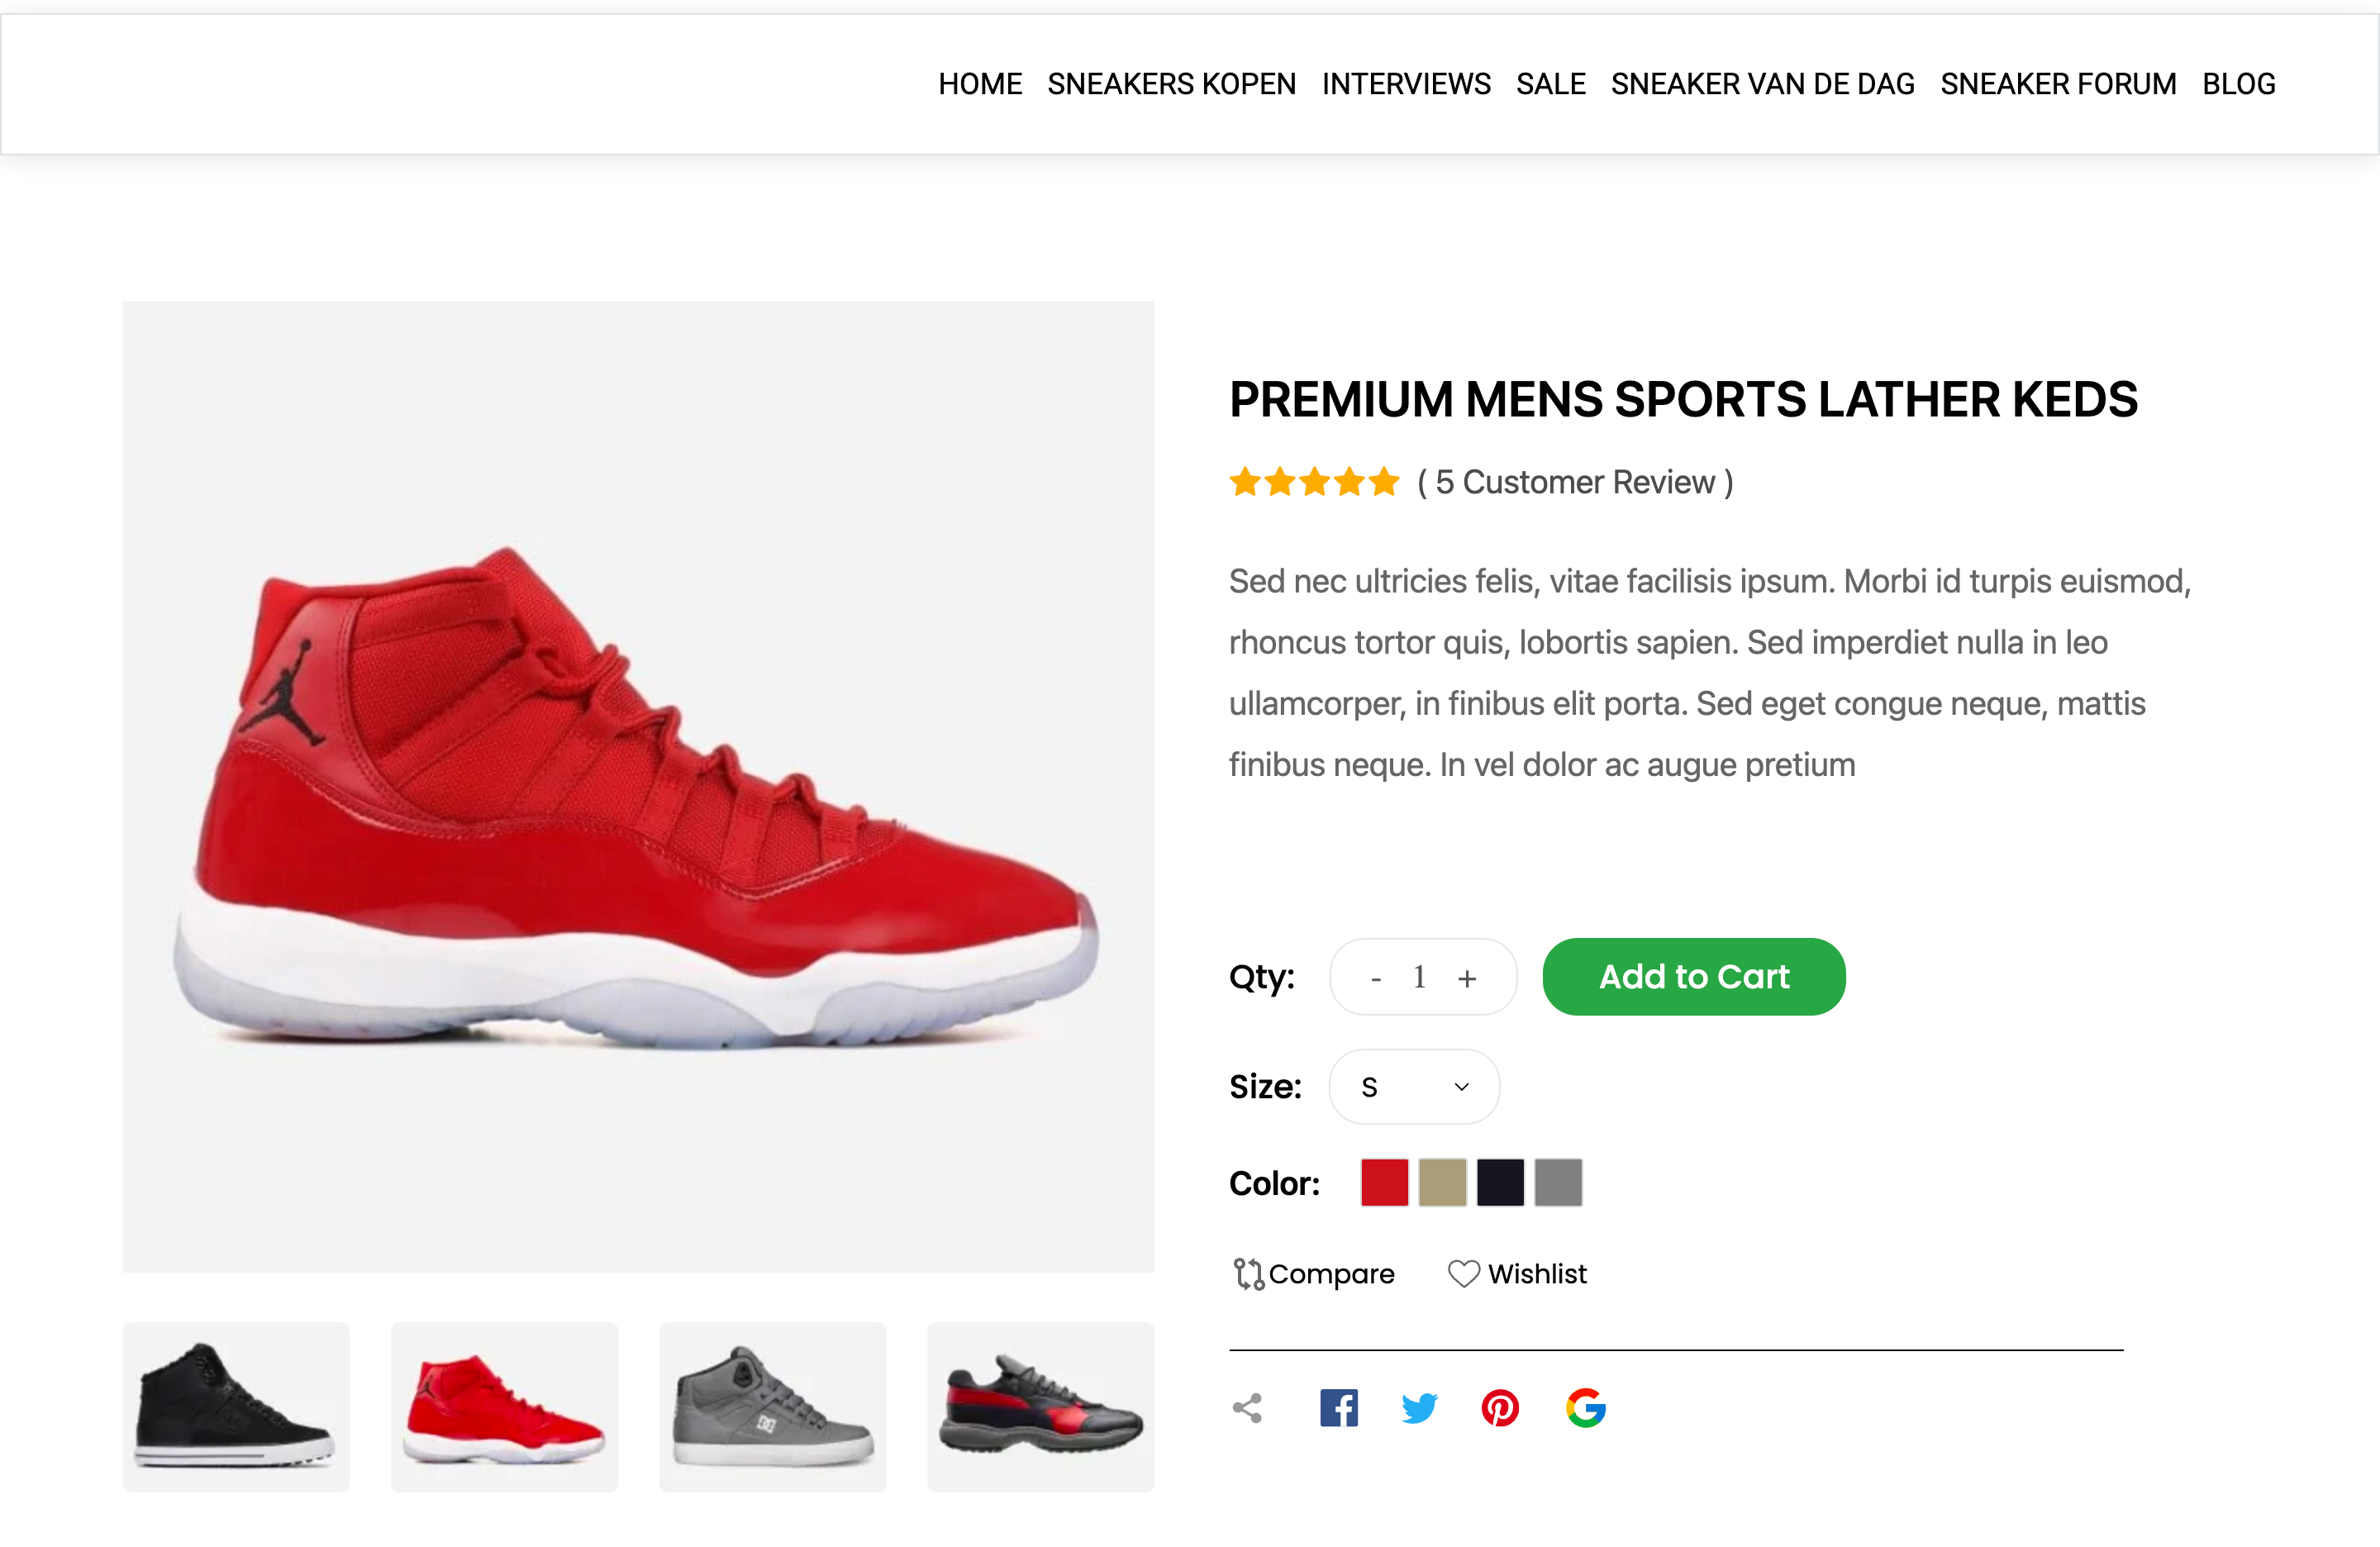 HOME SNEAKERS KOPEN INTERVIEWS SALE SNEAKER VAN DE DAG SNEAKER FORUM BLOG
PREMIUM MENS SPORTS LATHER KEDS
( 5 Customer Review )
Sed nec ultricies felis, vitae facilisis ipsum. Morbi id turpis euismod,
rhoncus tortor quis, lobortis sapien. Sed imperdiet nulla in leo
ullamcorper, in finibus elit porta. Sed eget congue neque, mattis
finibus neque. In vel dolor ac augue pretium
Qty: - 1 + Add to Cart
Size: S
Color:
Compare Wishlist